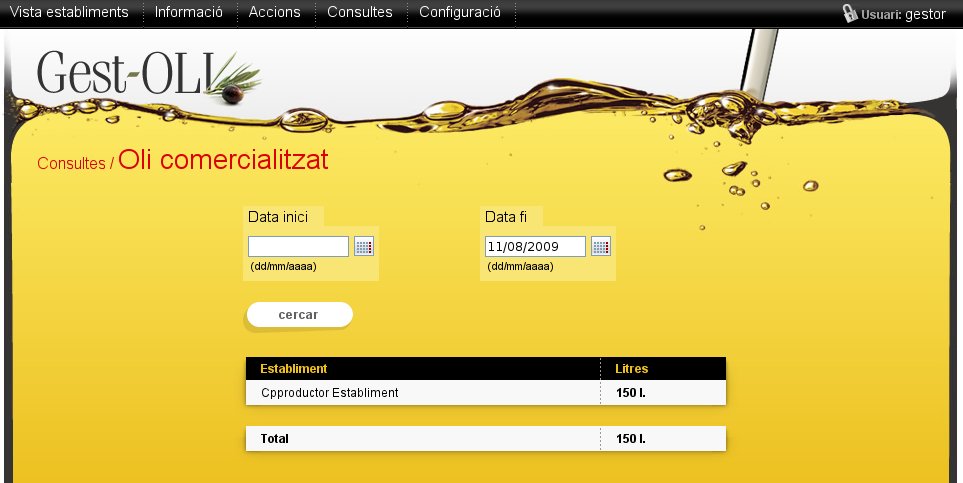 Vista establiments Informació Accions Consultes Configuració Usuari: gestor
Gest-OLI
Consultes / Oli comercialitzat
Data inici Data fi
11/08/2009
(dd/mm/aaaa) (dd/mm/aaaa)
cercar
Establiment Litres
Cpproductor Establiment 150 l.
Total 150 l.